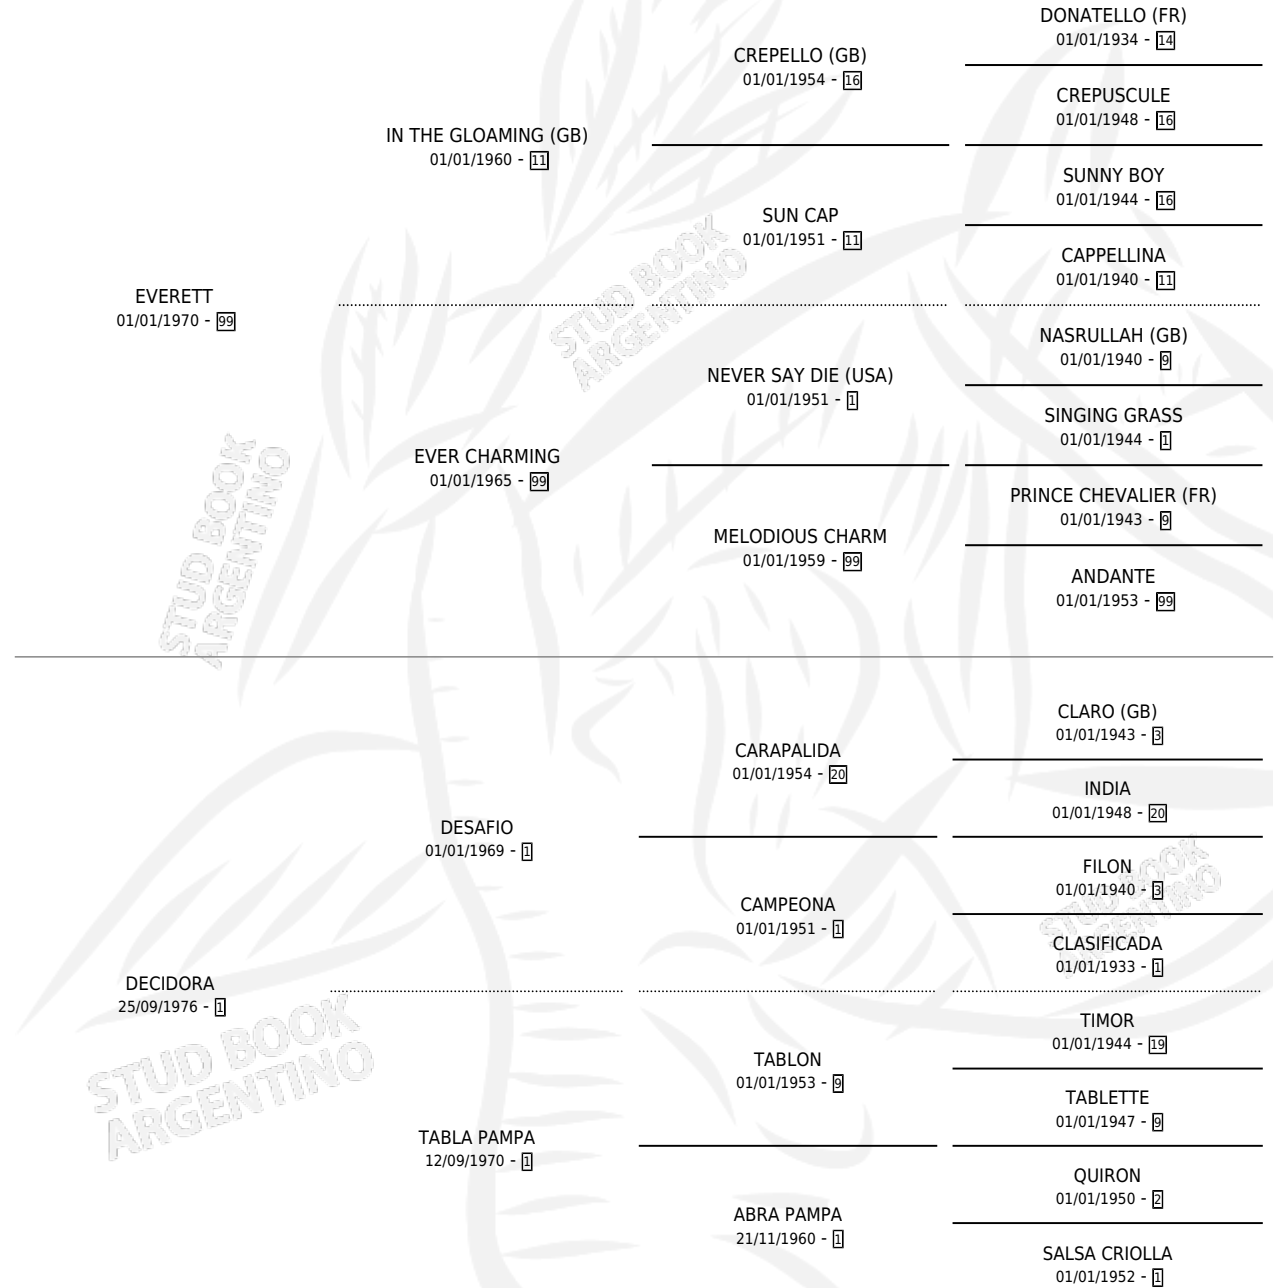 DONATELLO (FR)
01/01/1934 - 14
CREPELLO (GB)
01/01/1954 - 16
CREPUSCULE
01/01/1948 - 16
IN THE GLOAMING (GB)
01/01/1960 - 11
SUNNY BOY
01/01/1944 - 16
SUN CAP
01/01/1951 - 11
CAPPELLINA
01/01/1940 - 11
EVERETT
01/01/1970 - 99
NASRULLAH (GB)
01/01/1940 - 9
NEVER SAY DIE (USA)
01/01/1951 - 1
SINGING GRASS
01/01/1944 - 1
EVER CHARMING
01/01/1965 - 99
PRINCE CHEVALIER (FR)
01/01/1943 - 9
MELODIOUS CHARM
01/01/1959 - 99
ANDANTE
01/01/1953 - 99
STUD BOOK
ARGENTINO
STUD BOOK
ARGENTINO
CLARO (GB)
01/01/1943 - 3
CARAPALIDA
01/01/1954 - 20
INDIA
01/01/1948 - 20
DESAFIO
01/01/1969 - 1
FILON
01/01/1940 - 3
CAMPEONA
01/01/1951 - 1
CLASIFICADA
01/01/1933 - 1
DECIDORA
25/09/1976 - 1
TIMOR
01/01/1944 - 19
TABLON
01/01/1953 - 9
TABLETTE
01/01/1947 - 9
TABLA PAMPA
12/09/1970 - 1
QUIRON
01/01/1950 - 2
ABRA PAMPA
21/11/1960 - 1
SALSA CRIOLLA
01/01/1952 - 1
STUD BOOK
ARGENTINO
STUD BOOK
ARGENTINO